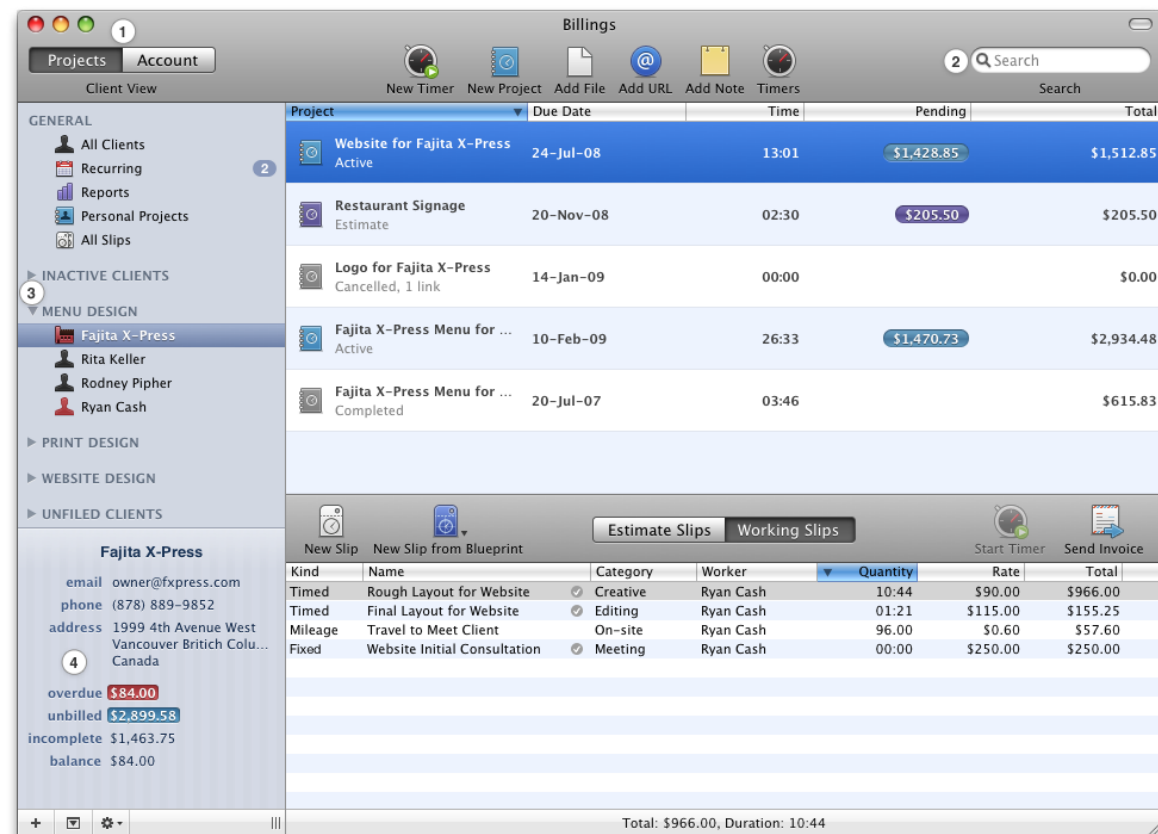 Billings
1
Projects Account
Client View
New Timer New Project Add File Add URL Add Note Timers
2 Search
Search
GENERAL
All Clients
Recurring 2
Reports
Personal Projects
All Slips
INACTIVE CLIENTS
3
MENU DESIGN
Fajita X-Press
Rita Keller
Rodney Pipher
Ryan Cash
PRINT DESIGN
WEBSITE DESIGN
UNFILED CLIENTS
Fajita X-Press
email owner@fxpress.com
phone (878) 889-9852
address 1999 4th Avenue West
Vancouver Britich Colu...
Canada
4
overdue $84.00
unbilled $2,899.58
incomplete $1,463.75
balance $84.00
Project Due Date Time Pending Total
Website for Fajita X-Press
Active
24-Jul-08 13:01 $1,428.85 $1,512.85
Restaurant Signage
Estimate
20-Nov-08 02:30 $205.50 $205.50
Logo for Fajita X-Press
Cancelled, 1 link
14-Jan-09 00:00 $0.00
Fajita X-Press Menu for ...
Active
10-Feb-09 26:33 $1,470.73 $2,934.48
Fajita X-Press Menu for ...
Completed
20-Jul-07 03:46 $615.83
New Slip New Slip from Blueprint
Estimate Slips Working Slips
Start Timer Send Invoice
Kind Name Category Worker Quantity Rate Total
Timed Rough Layout for Website Creative Ryan Cash 10:44 $90.00 $966.00
Timed Final Layout for Website Editing Ryan Cash 01:21 $115.00 $155.25
Mileage Travel to Meet Client On-site Ryan Cash 96.00 $0.60 $57.60
Fixed Website Initial Consultation Meeting Ryan Cash 00:00 $250.00 $250.00
Total: $966.00, Duration: 10:44